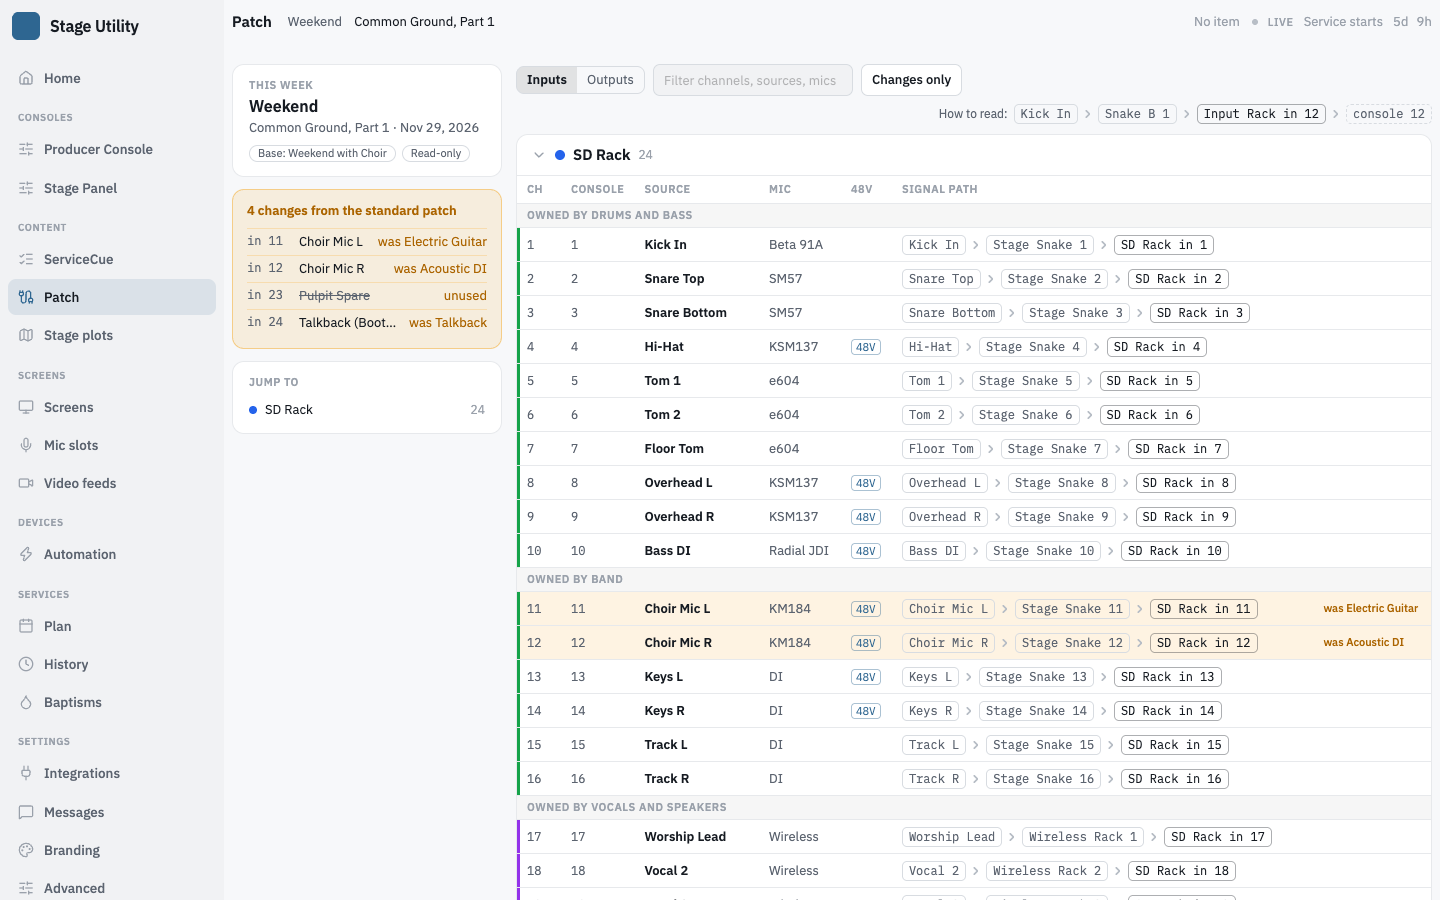 Stage Utility
Home
CONSOLES
Producer Console
Stage Panel
CONTENT
ServiceCue
Patch
Stage plots
SCREENS
Screens
Mic slots
Video feeds
DEVICES
Automation
SERVICES
Plan
History
Baptisms
SETTINGS
Integrations
Messages
Branding
Advanced
Patch Weekend Common Ground, Part 1
No item LIVE Service starts 5d 9h
THIS WEEK
Weekend
Common Ground, Part 1 · Nov 29, 2026
Base: Weekend with Choir Read-only
4 changes from the standard patch
in 11 Choir Mic L was Electric Guitar
in 12 Choir Mic R was Acoustic DI
in 23 Pulpit Spare unused
in 24 Talkback (Boot... was Talkback
JUMP TO
SD Rack 24
Inputs Outputs Filter channels, sources, mics Changes only
How to read: Kick In > Snake B 1 > Input Rack in 12 > console 12
SD Rack 24
CH CONSOLE SOURCE MIC 48V SIGNAL PATH
OWNED BY DRUMS AND BASS
1 1 Kick In Beta 91A Kick In > Stage Snake 1 > SD Rack in 1
2 2 Snare Top SM57 Snare Top > Stage Snake 2 > SD Rack in 2
3 3 Snare Bottom SM57 Snare Bottom > Stage Snake 3 > SD Rack in 3
4 4 Hi-Hat KSM137 48V Hi-Hat > Stage Snake 4 > SD Rack in 4
5 5 Tom 1 e604 Tom 1 > Stage Snake 5 > SD Rack in 5
6 6 Tom 2 e604 Tom 2 > Stage Snake 6 > SD Rack in 6
7 7 Floor Tom e604 Floor Tom > Stage Snake 7 > SD Rack in 7
8 8 Overhead L KSM137 48V Overhead L > Stage Snake 8 > SD Rack in 8
9 9 Overhead R KSM137 48V Overhead R > Stage Snake 9 > SD Rack in 9
10 10 Bass DI Radial JDI 48V Bass DI > Stage Snake 10 > SD Rack in 10
OWNED BY BAND
11 11 Choir Mic L KM184 48V Choir Mic L > Stage Snake 11 > SD Rack in 11 was Electric Guitar
12 12 Choir Mic R KM184 48V Choir Mic R > Stage Snake 12 > SD Rack in 12 was Acoustic DI
13 13 Keys L DI 48V Keys L > Stage Snake 13 > SD Rack in 13
14 14 Keys R DI 48V Keys R > Stage Snake 14 > SD Rack in 14
15 15 Track L DI Track L > Stage Snake 15 > SD Rack in 15
16 16 Track R DI Track R > Stage Snake 16 > SD Rack in 16
OWNED BY VOCALS AND SPEAKERS
17 17 Worship Lead Wireless Worship Lead > Wireless Rack 1 > SD Rack in 17
18 18 Vocal 2 Wireless Vocal 2 > Wireless Rack 2 > SD Rack in 18